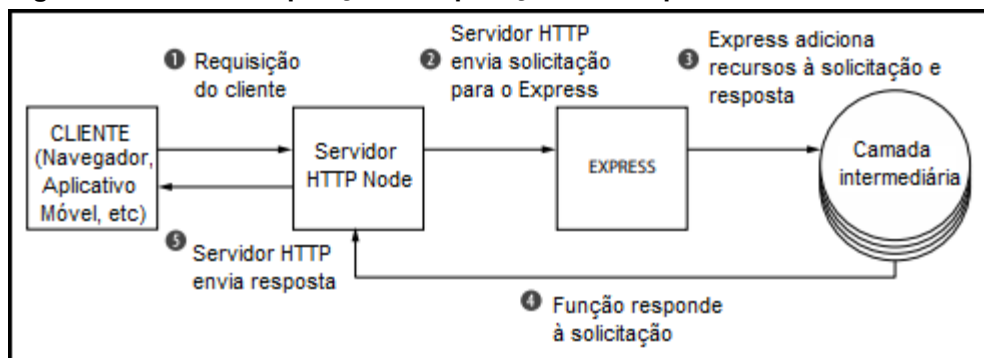 ❶ Requisição
do cliente
❷ Servidor HTTP
envia solicitação
para o Express
❸ Express adiciona
recursos à solicitação e
resposta
CLIENTE
(Navegador,
Aplicativo
Móvel, etc)
Servidor
HTTP Node
EXPRESS
Camada
intermediária
❺ Servidor HTTP
envia resposta
❹ Função responde
à solicitação